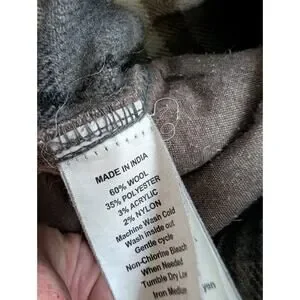 MADE IN INDIA
60% WOOL
35% POLYESTER
3% ACRYLIC
2% NYLON
Machine Wash Cold
Wash inside out
Gentle cycle
Non-Chlorine Bleach
When Needed
Tumble Dry Low
Iron Medium